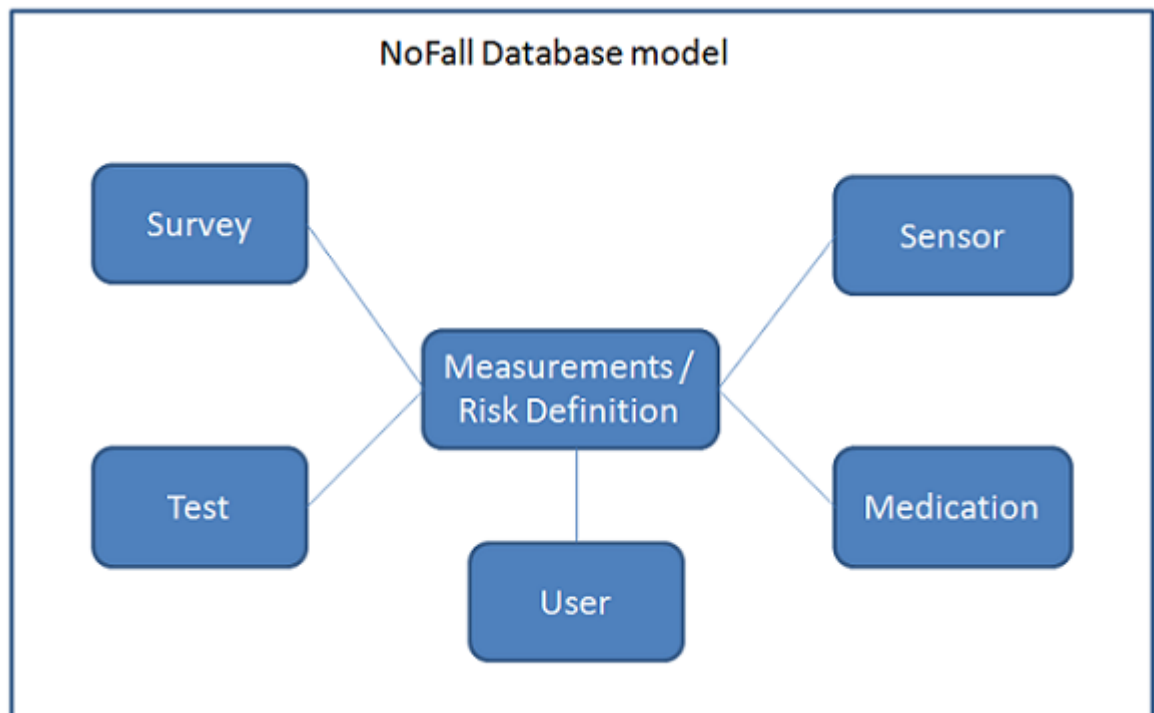 NoFall Database model
Survey
Sensor
Measurements /
Risk Definition
Test
Medication
User